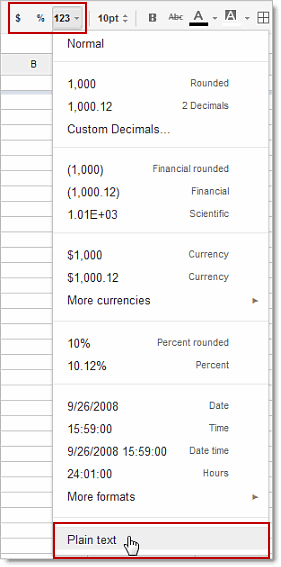 $ % 123 10pt B Abc A A
Normal
B
1,000 Rounded
1,000.12 2 Decimals
Custom Decimals...
(1,000) Financial rounded
(1,000.12) Financial
1.01E+03 Scientific
$1,000 Currency
$1,000.12 Currency
More currencies
10% Percent rounded
10.12% Percent
9/26/2008 Date
15:59:00 Time
9/26/2008 15:59:00 Date time
24:01:00 Hours
More formats
Plain text